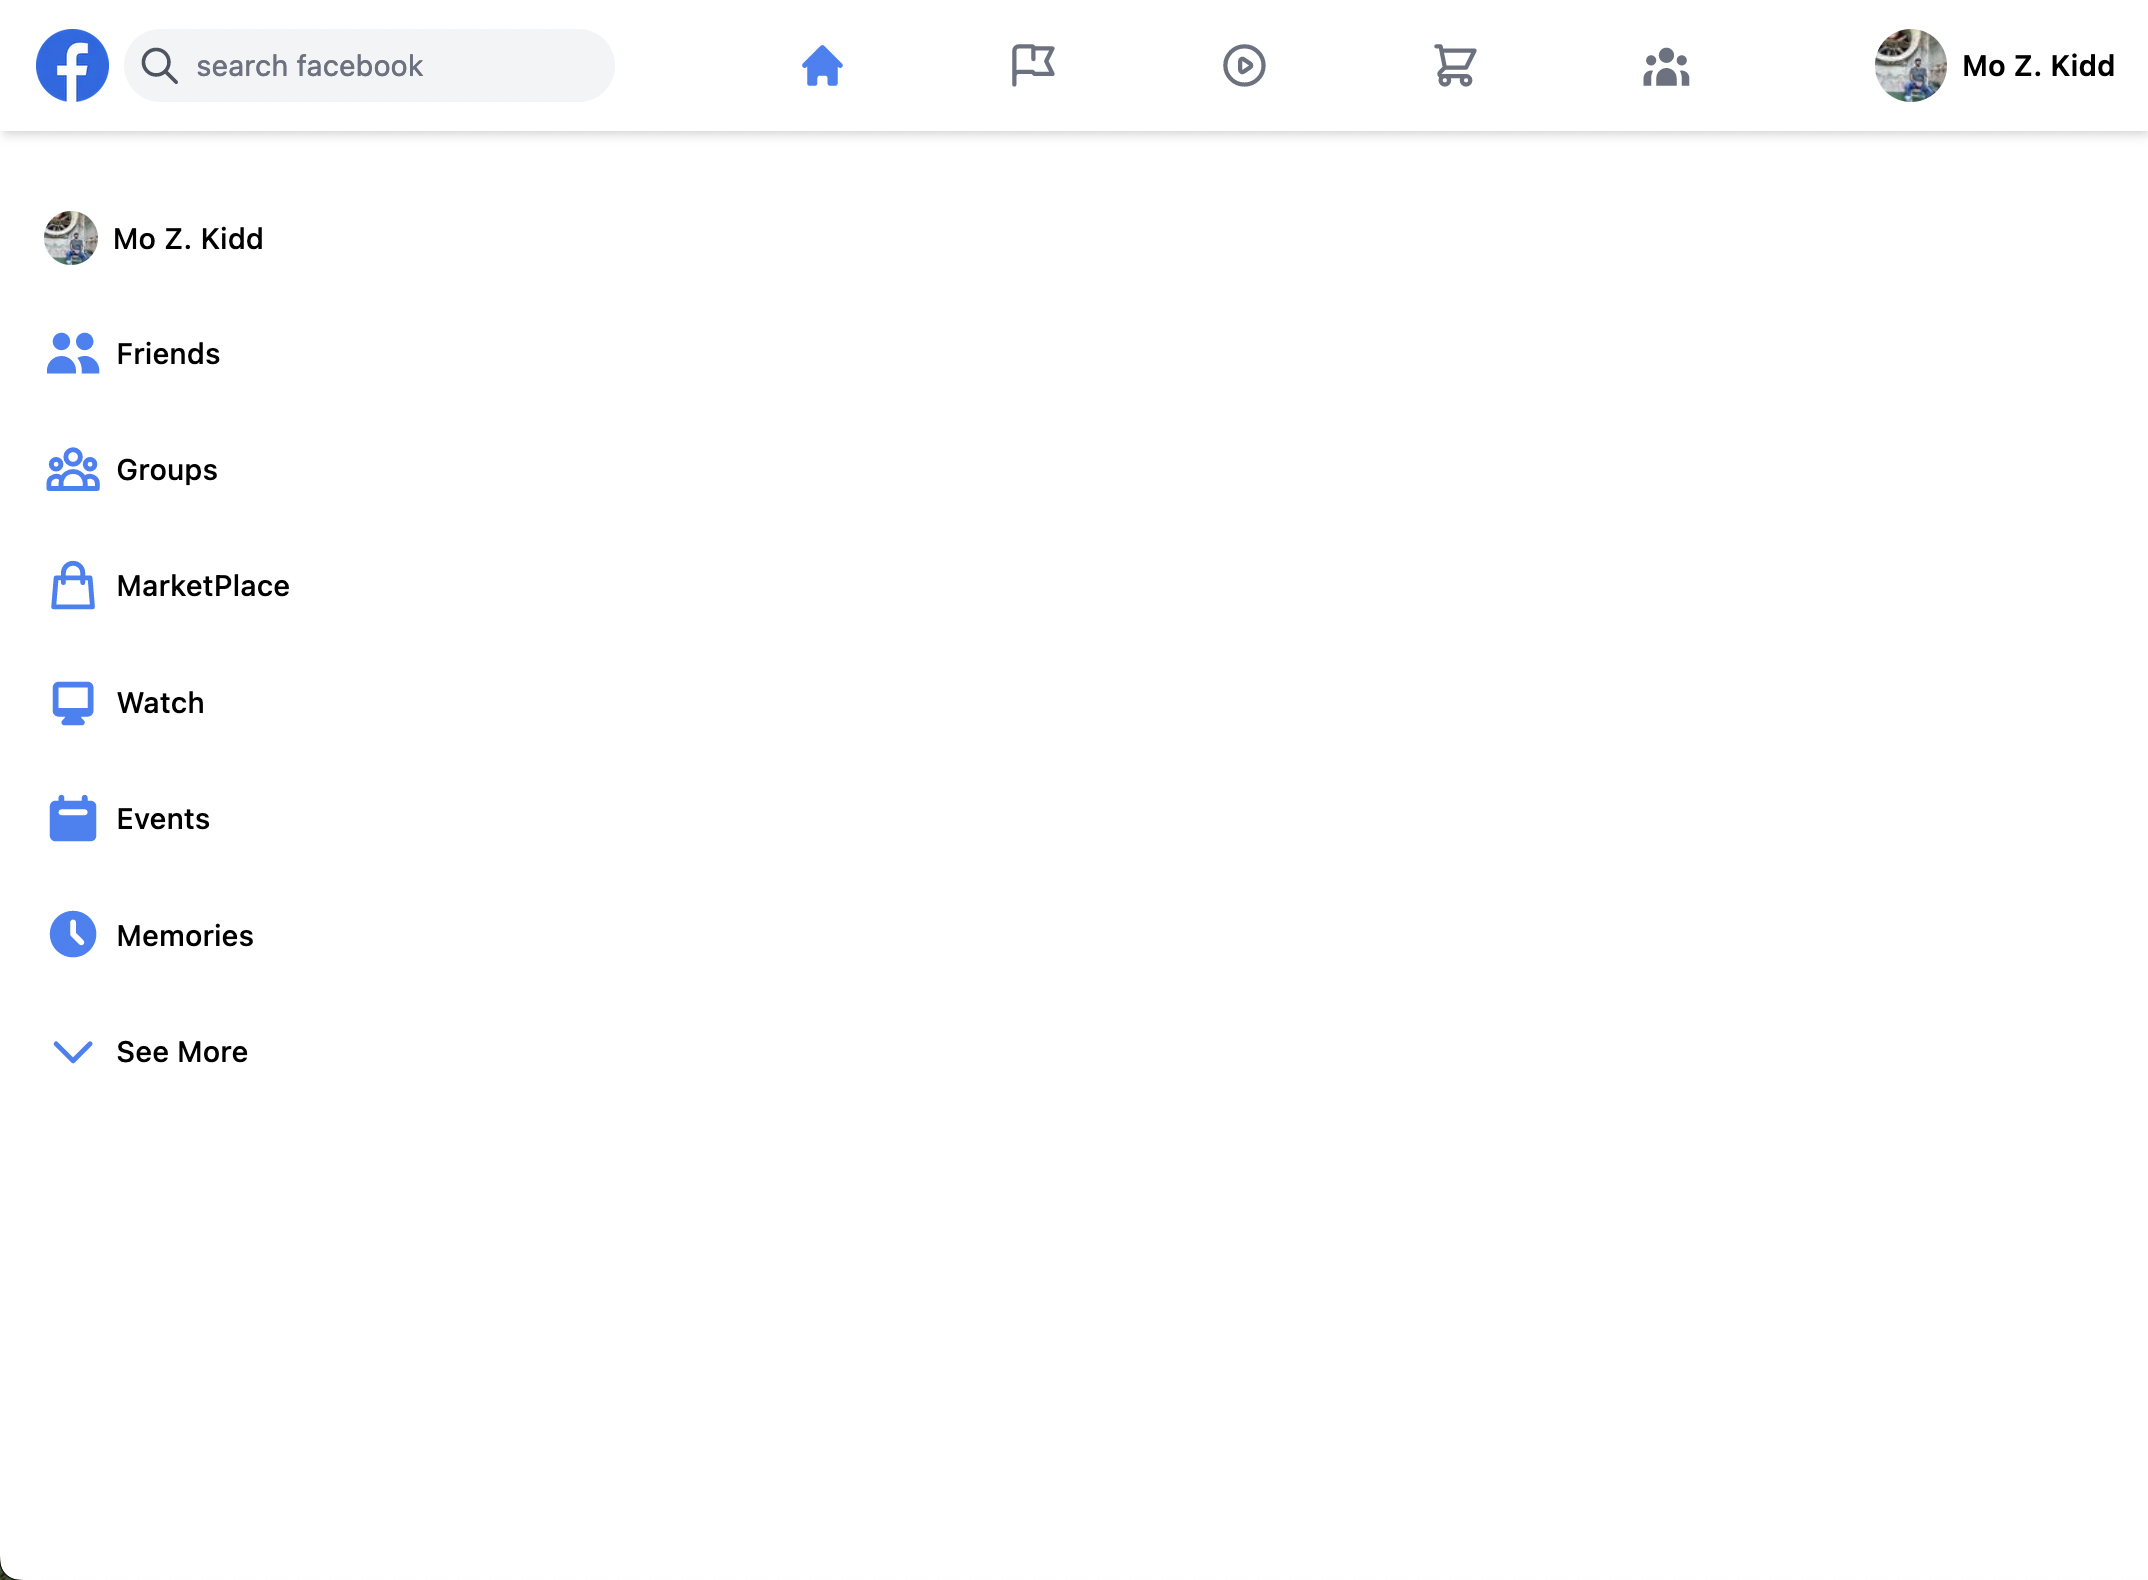 search facebook
Mo Z. Kidd
Mo Z. Kidd
Friends
Groups
MarketPlace
Watch
Events
Memories
See More